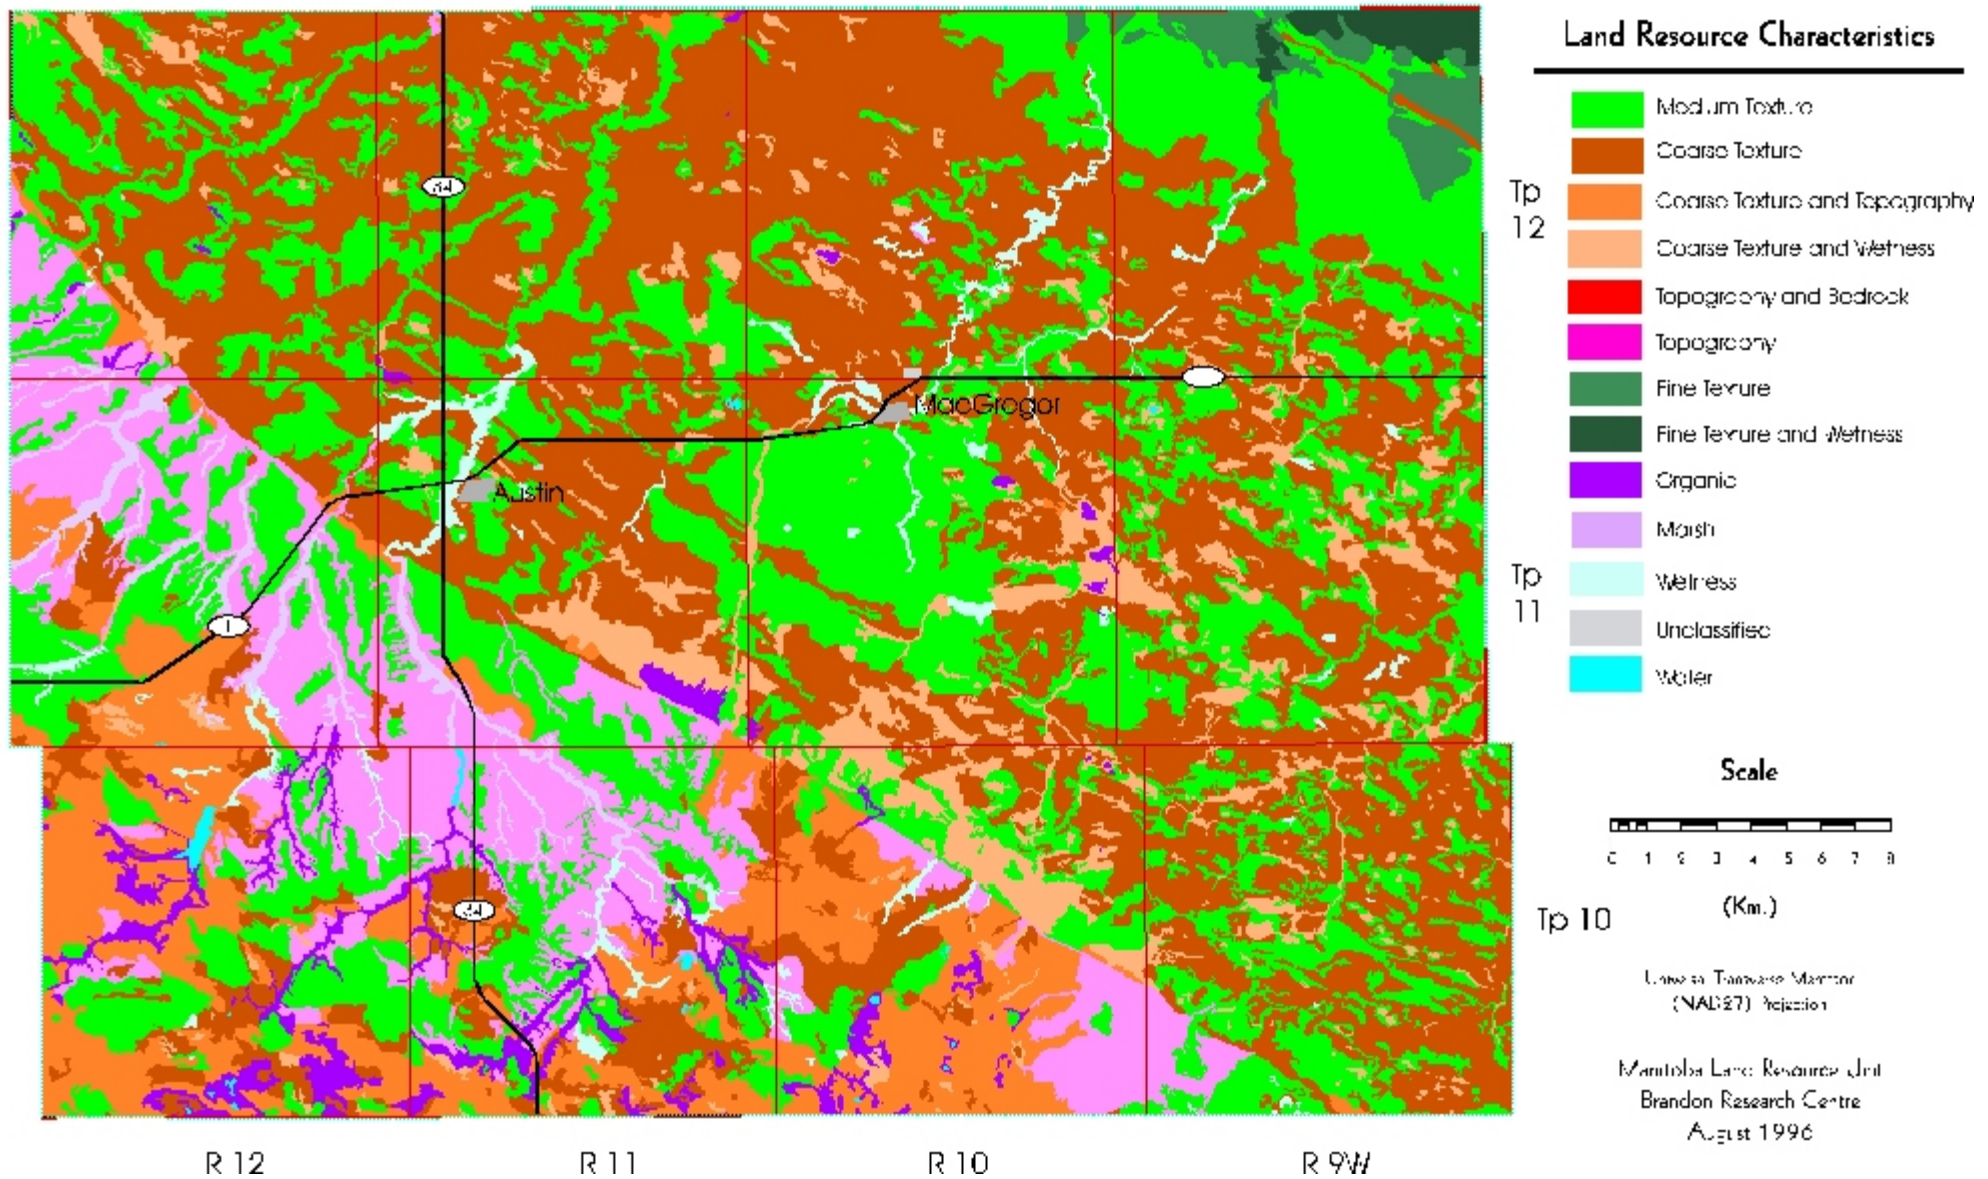 Land Resource Characteristics
Medium Texture
Coarse Texture
Coarse Texture and Topography
Coarse Texture and Wetness
Topography and Bedrock
Topography
Fine Texture
Fine Texture and Wetness
Organic
Marsh
Wetness
Unclassified
Water
Tp
12
Tp
11
Tp 10
34
MacGregor
Austin
1
34
Scale
0 1 2 3 4 5 6 7 8
(Km.)
Universal Transverse Mercator
(NAD27) Projection
Manitoba Land Resource Unit
Brandon Research Centre
August 1996
R 12
R 11
R 10
R 9W